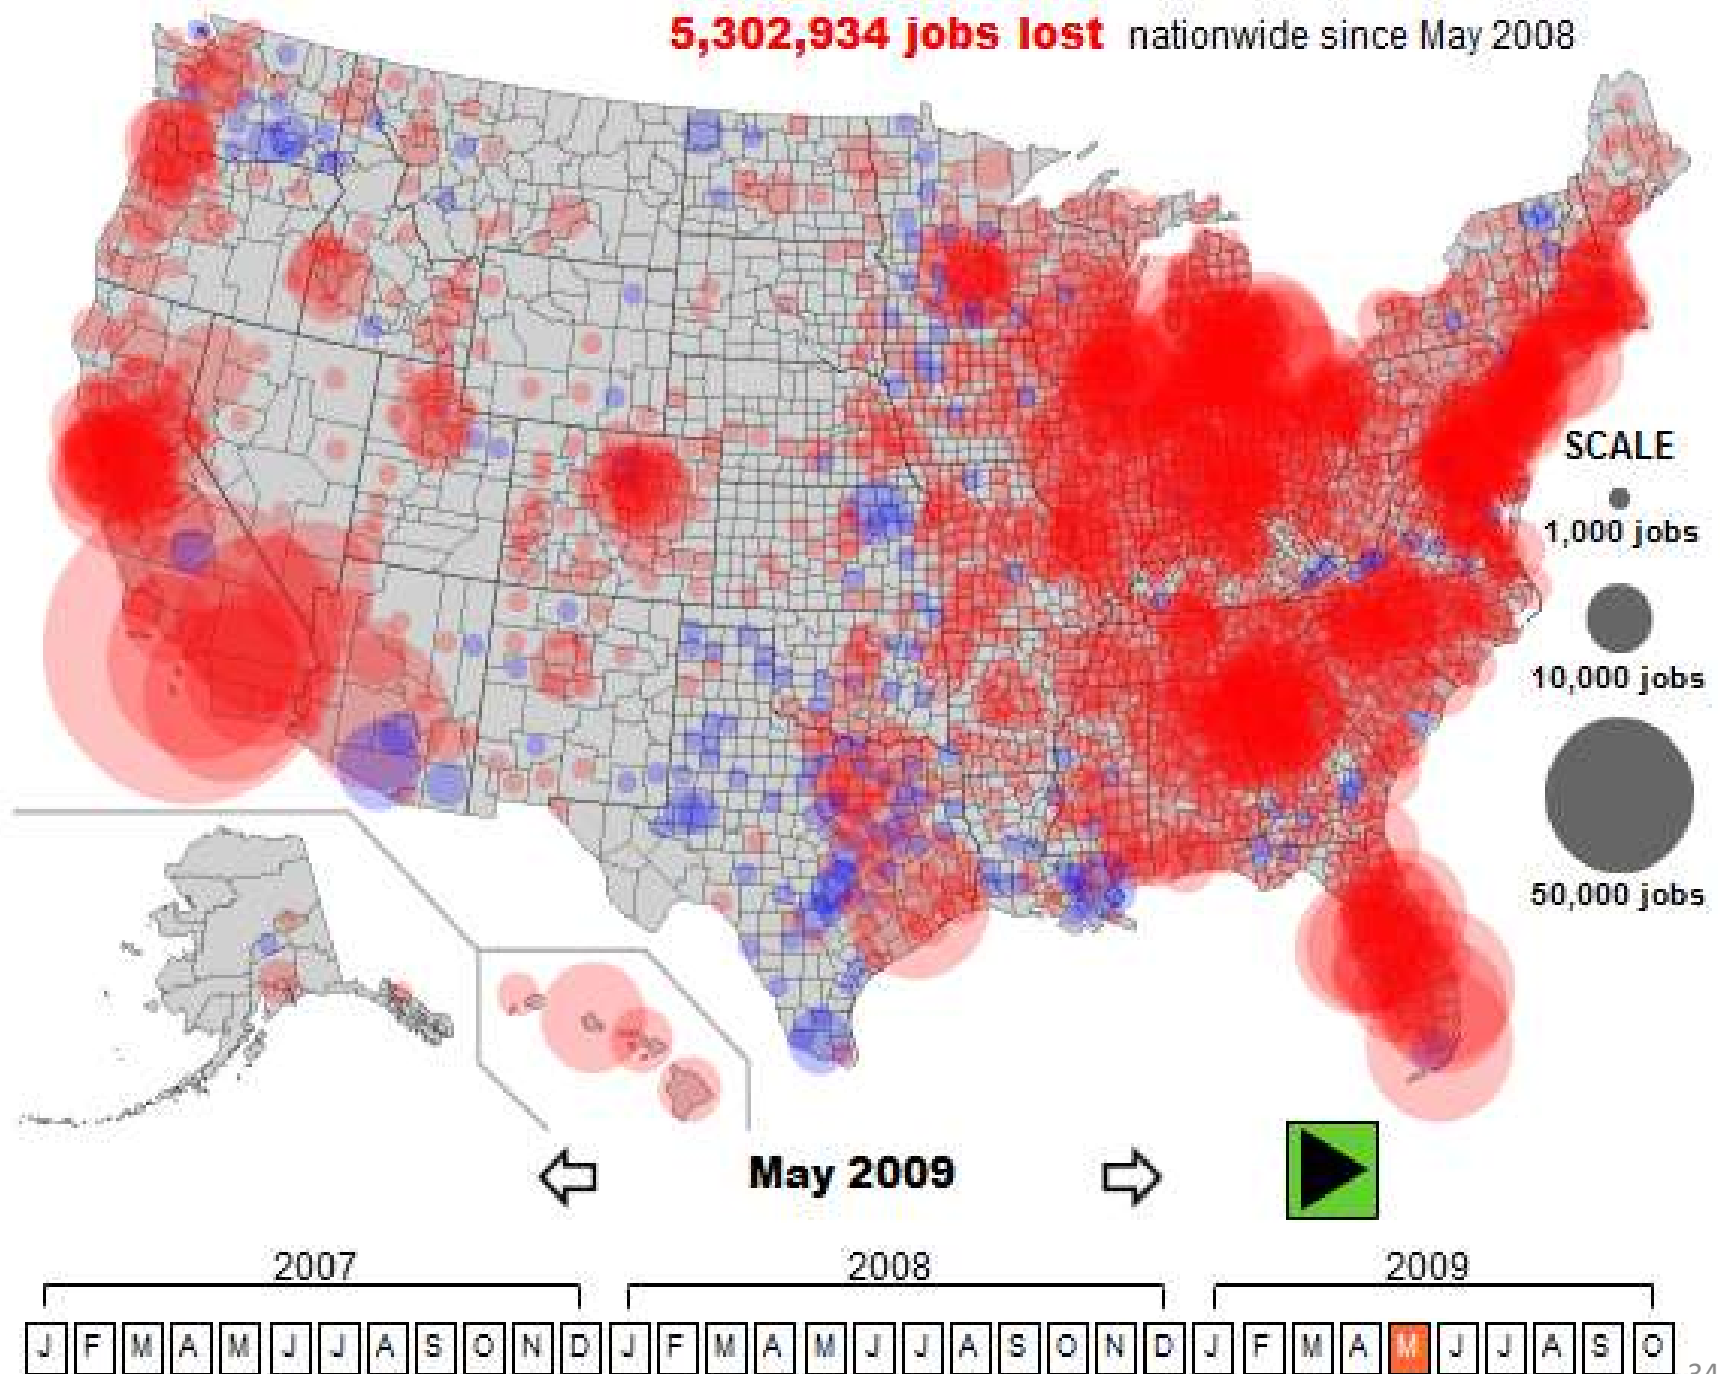 5,302,934 jobs lost nationwide since May 2008
SCALE
1,000 jobs
10,000 jobs
50,000 jobs
May 2009
2007 2008 2009
J F M A M J J A S O N D J F M A M J J A S O N D J F M A M J J A S O
34